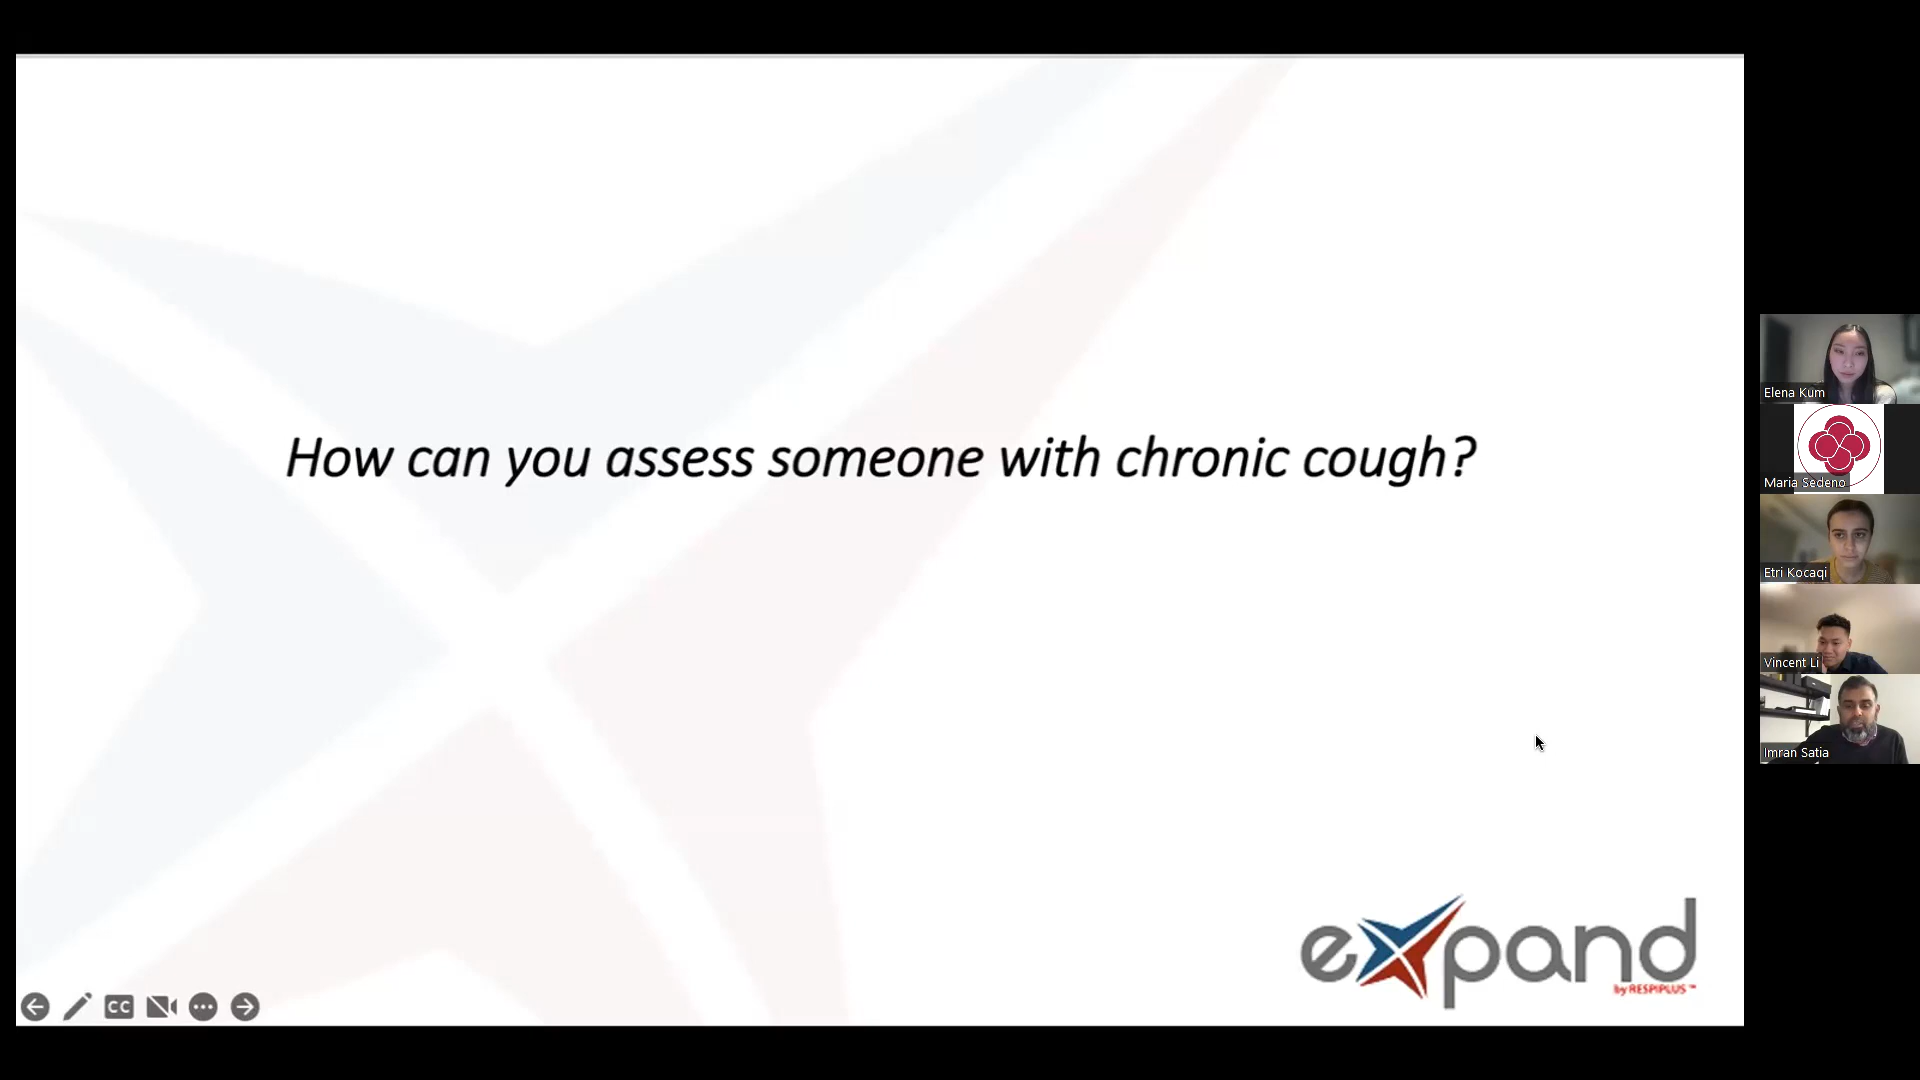 How can you assess someone with chronic cough?
expand
by RESPIPLUS™
CC
Elena Kum
Maria Sedeno
Etri Kocaqi
Vincent Li
Imran Satia